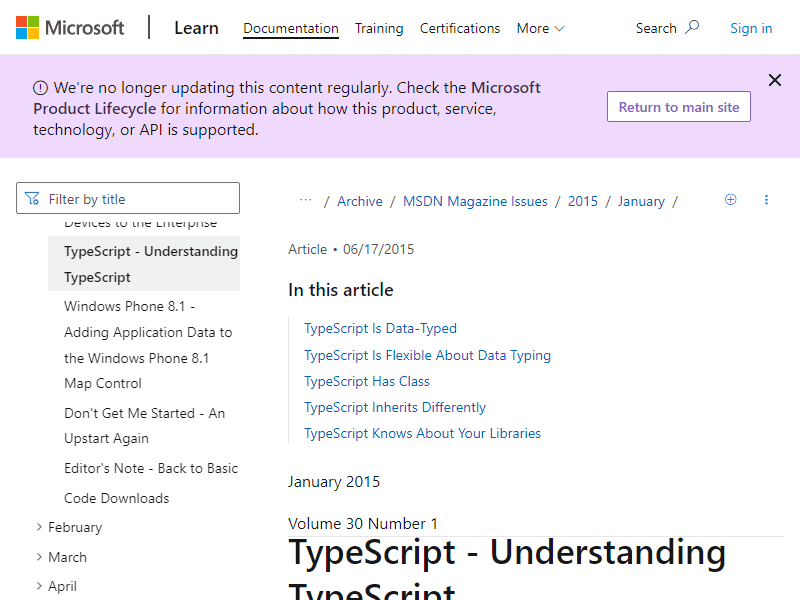 Microsoft
Learn
Documentation
Training
Certifications
More
Search
Sign in
We're no longer updating this content regularly. Check the Microsoft
Product Lifecycle for information about how this product, service,
technology, or API is supported.
Return to main site
Filter by title
Devices to the Enterprise
TypeScript - Understanding
TypeScript
Windows Phone 8.1 -
Adding Application Data to
the Windows Phone 8.1
Map Control
Don't Get Me Started - An
Upstart Again
Editor's Note - Back to Basic
Code Downloads
February
March
April
… / Archive / MSDN Magazine Issues / 2015 / January /
Article • 06/17/2015
In this article
TypeScript Is Data-Typed
TypeScript Is Flexible About Data Typing
TypeScript Has Class
TypeScript Inherits Differently
TypeScript Knows About Your Libraries
January 2015
Volume 30 Number 1
TypeScript - Understanding
TypeScript